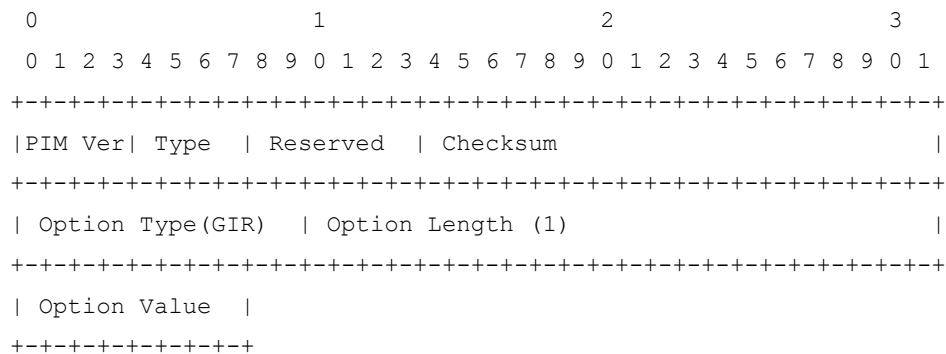 0                   1                   2                   3
0 1 2 3 4 5 6 7 8 9 0 1 2 3 4 5 6 7 8 9 0 1 2 3 4 5 6 7 8 9 0 1
+-+-+-+-+-+-+-+-+-+-+-+-+-+-+-+-+-+-+-+-+-+-+-+-+-+-+-+-+-+-+-+-+
|PIM Ver| Type  | Reserved  | Checksum                          |
+-+-+-+-+-+-+-+-+-+-+-+-+-+-+-+-+-+-+-+-+-+-+-+-+-+-+-+-+-+-+-+-+
| Option Type(GIR)  | Option Length (1)                         |
+-+-+-+-+-+-+-+-+-+-+-+-+-+-+-+-+-+-+-+-+-+-+-+-+-+-+-+-+-+-+-+-+
| Option Value  |
+-+-+-+-+-+-+-+-+